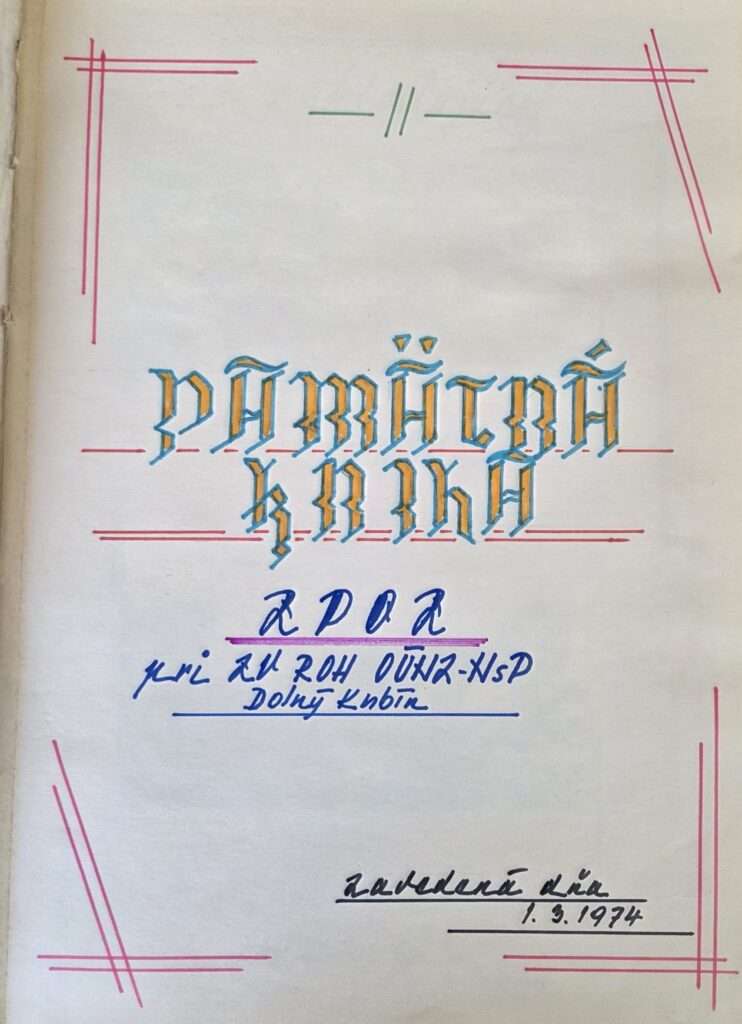 PAMÄTNÁ
KNIHA
ZPOZ
pri ZV ROH OÚNZ-NsP
Dolný Kubín
zavedená dňa
1. 3. 1974